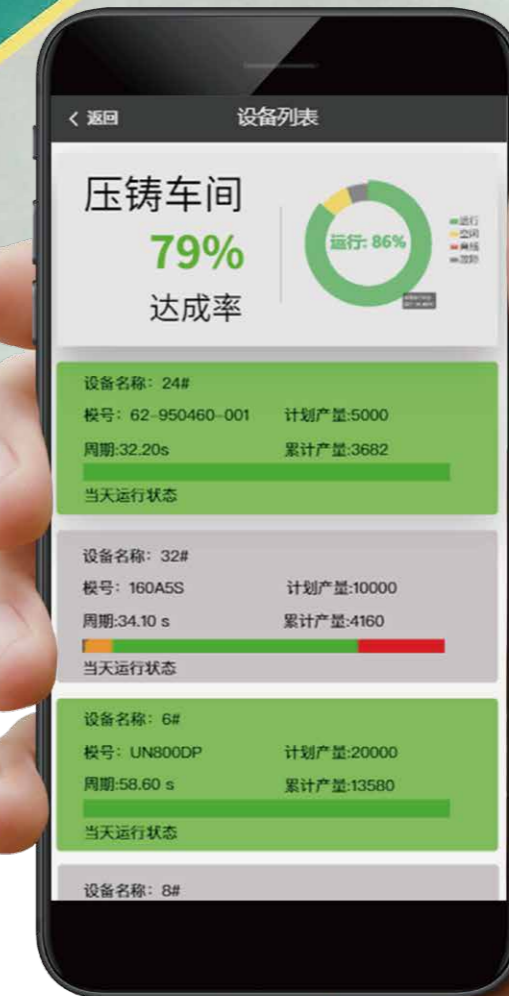 返回
设备列表
压铸车间
79%
达成率
运行: 86%
运行
空闲
离线
故障
设备名称：24#
模号：62-950460-001 计划产量:5000
周期:32.20s 累计产量:3682
当天运行状态
设备名称：32#
模号：160A5S 计划产量:10000
周期:34.10 s 累计产量:4160
当天运行状态
设备名称：6#
模号：UN800DP 计划产量:20000
周期:58.60 s 累计产量:13580
当天运行状态
设备名称：8#